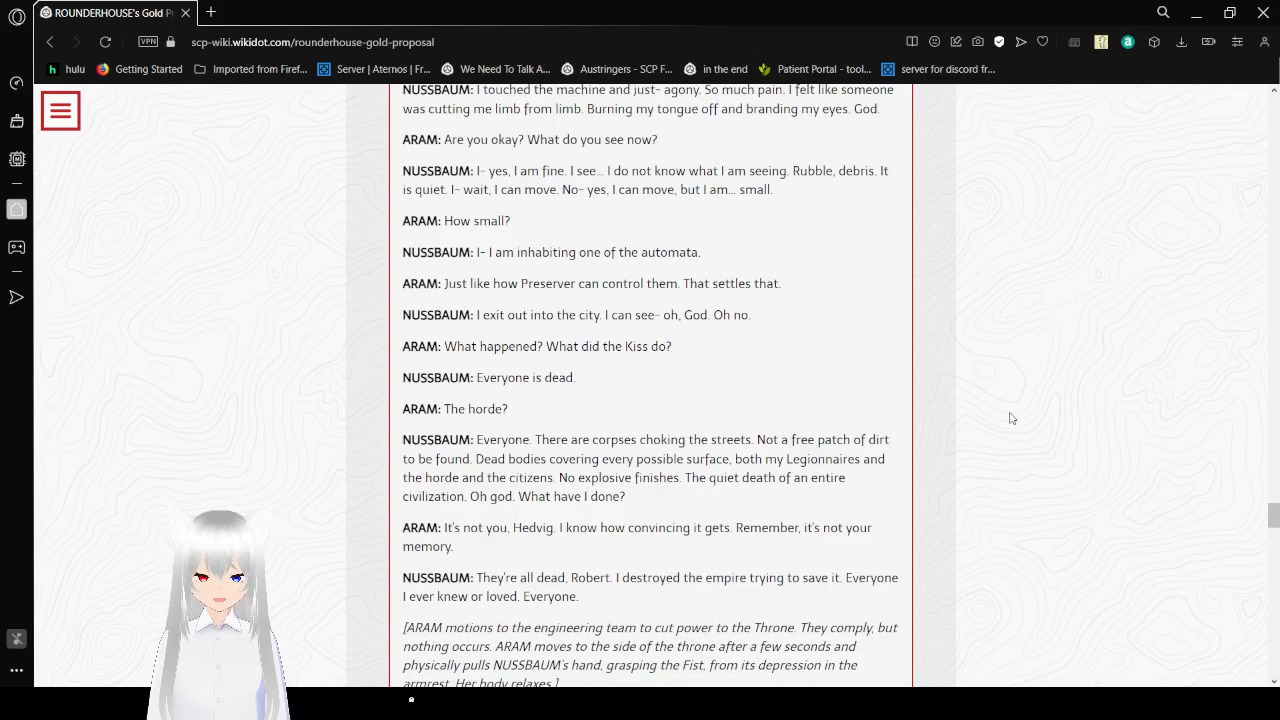 ROUNDERHOUSE's Gold P
VPN scp-wiki.wikidot.com/rounderhouse-gold-proposal
hulu Getting Started Imported from Firef... Server | Aternos | Fr... We Need To Talk A... Austringers - SCP F... in the end Patient Portal - tool... server for discord fr...
NUSSBAUM: I touched the machine and just- agony. So much pain. I felt like someone
was cutting me limb from limb. Burning my tongue off and branding my eyes. God.
ARAM: Are you okay? What do you see now?
NUSSBAUM: I- yes, I am fine. I see... I do not know what I am seeing. Rubble, debris. It
is quiet. I- wait, I can move. No- yes, I can move, but I am... small.
ARAM: How small?
NUSSBAUM: I- I am inhabiting one of the automata.
ARAM: Just like how Preserver can control them. That settles that.
NUSSBAUM: I exit out into the city. I can see- oh, God. Oh no.
ARAM: What happened? What did the Kiss do?
NUSSBAUM: Everyone is dead.
ARAM: The horde?
NUSSBAUM: Everyone. There are corpses choking the streets. Not a free patch of dirt
to be found. Dead bodies covering every possible surface, both my Legionnaires and
the horde and the citizens. No explosive finishes. The quiet death of an entire
civilization. Oh god. What have I done?
ARAM: It's not you, Hedvig. I know how convincing it gets. Remember, it's not your
memory.
NUSSBAUM: They're all dead, Robert. I destroyed the empire trying to save it. Everyone
I ever knew or loved. Everyone.
[ARAM motions to the engineering team to cut power to the Throne. They comply, but
nothing occurs. ARAM moves to the side of the throne after a few seconds and
physically pulls NUSSBAUM's hand, grasping the Fist, from its depression in the
armrest. Her body relaxes.]